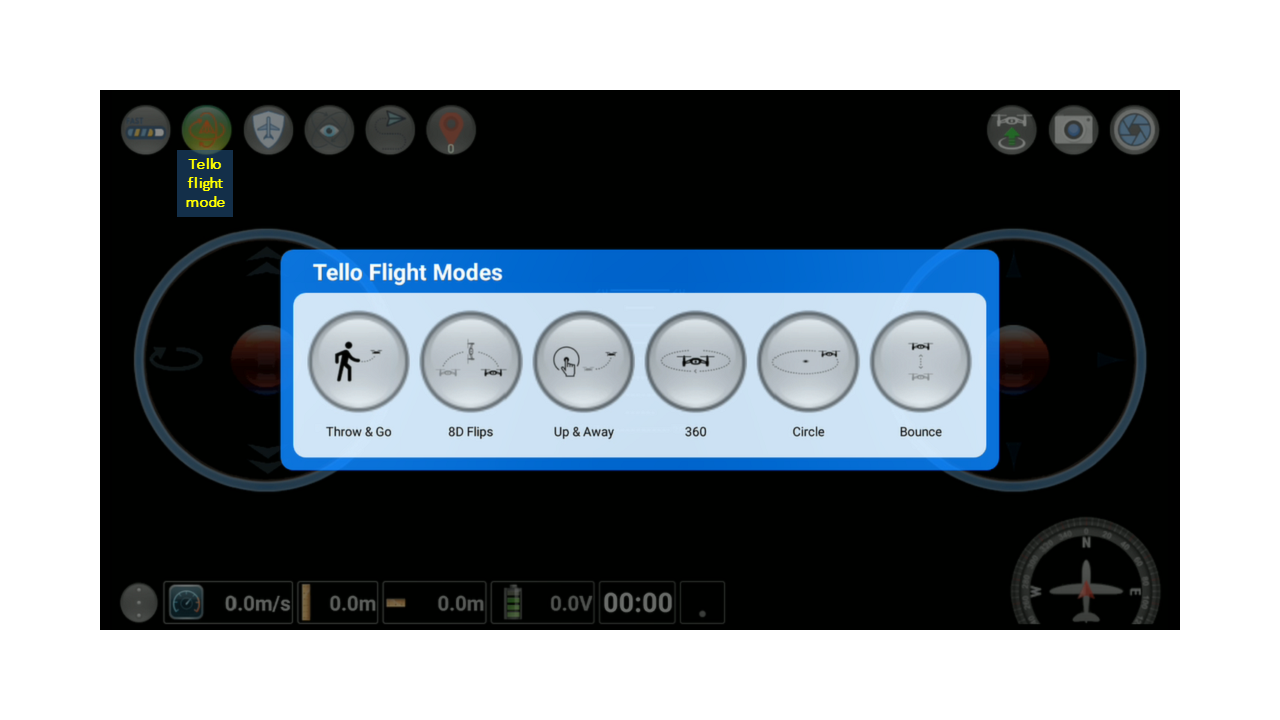 FAST
0
Tello
flight
mode
Tello Flight Modes
Throw & Go
8D Flips
Up & Away
360
Circle
Bounce
0.0m/s
0.0m
0.0m
0.0V
00:00
N
W
E